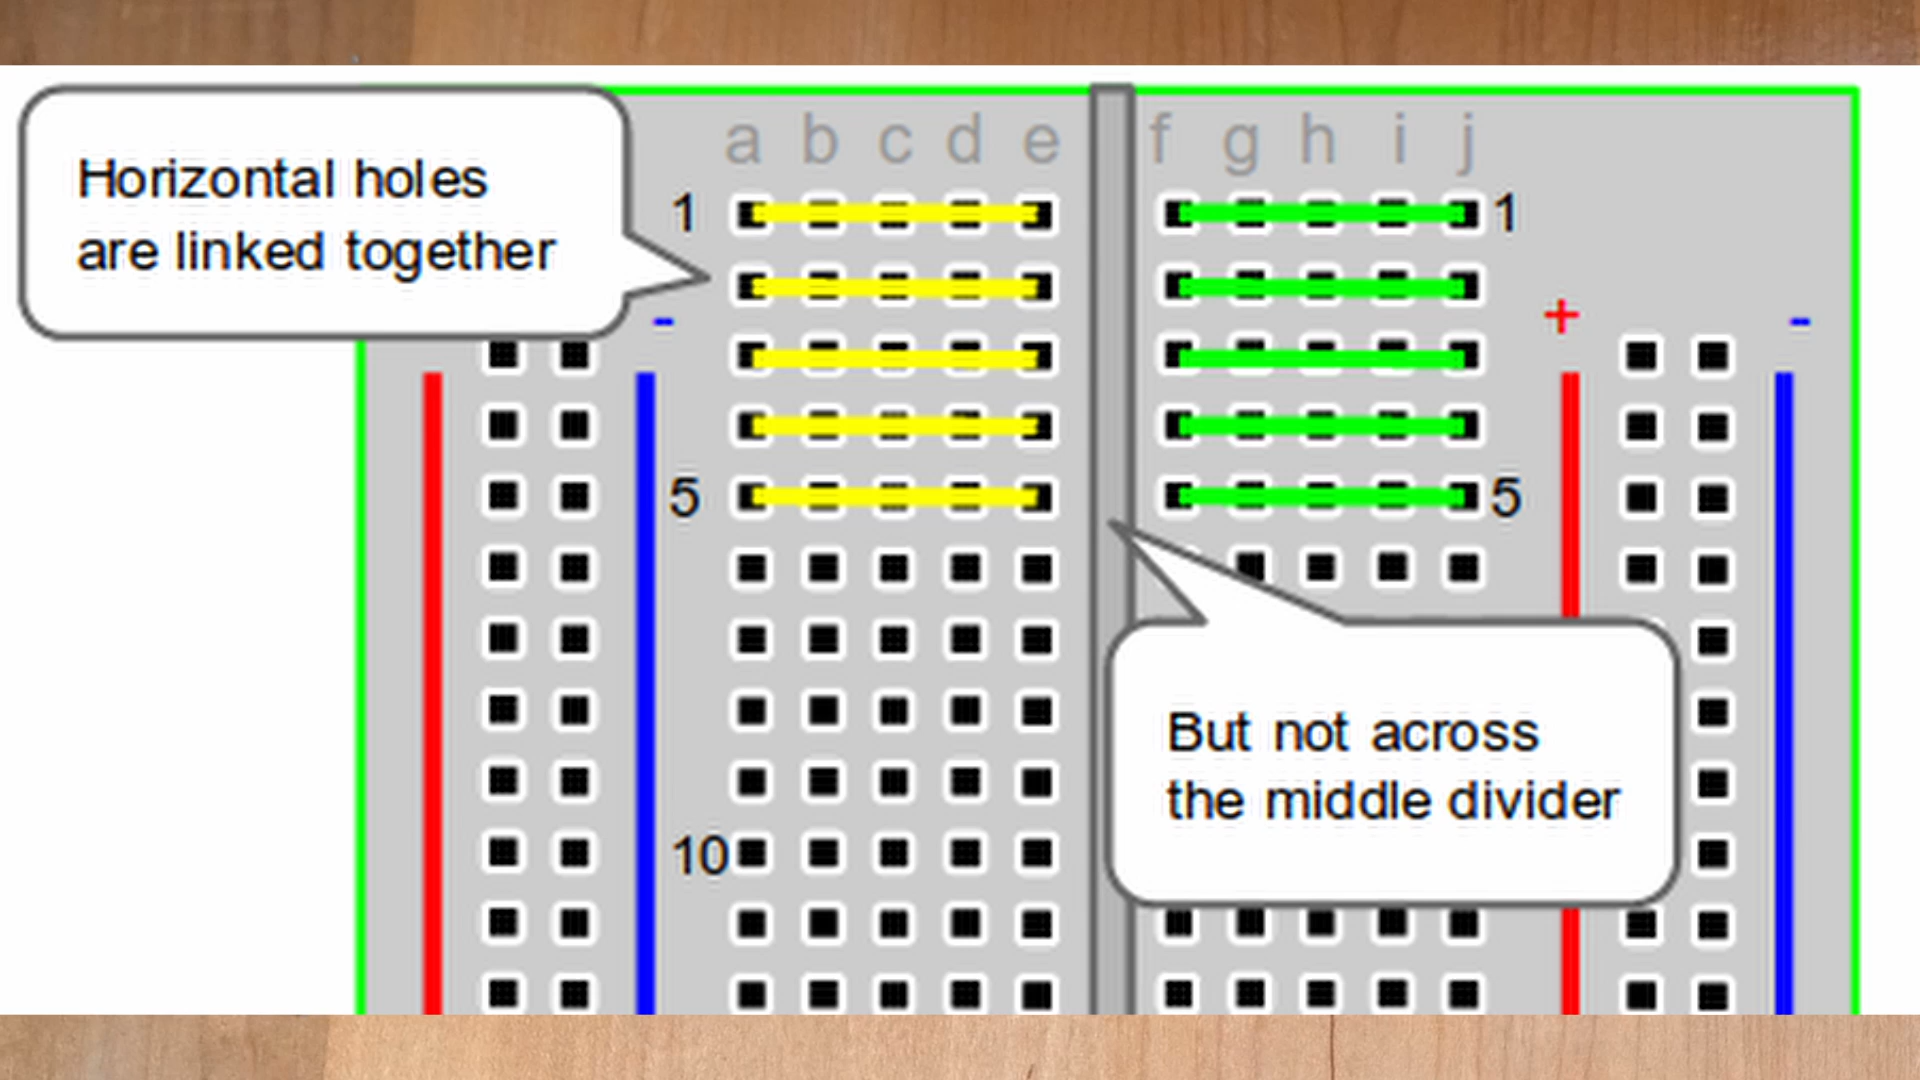 Horizontal holes
are linked together
a b c d e f g h i j
1 1
- + -
5 5
But not across
the middle divider
10